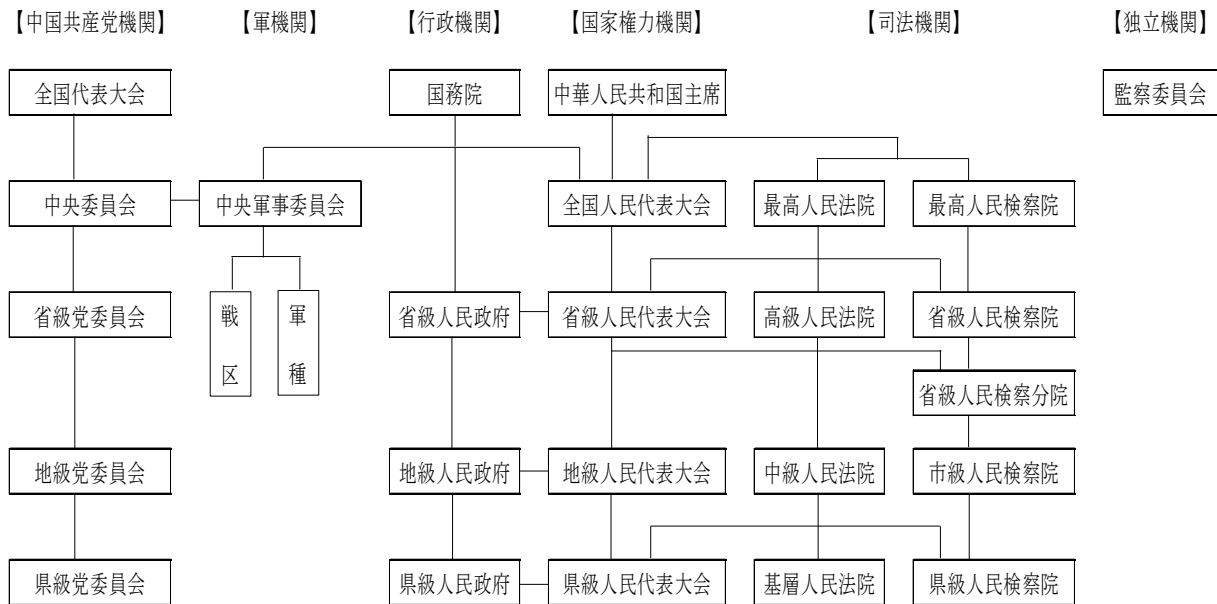 【中国共産党機関】 【軍機関】 【行政機関】 【国家権力機関】 【司法機関】 【独立機関】
全国代表大会 国務院 中華人民共和国主席 監察委員会
中央委員会 中央軍事委員会 全国人民代表大会 最高人民法院 最高人民検察院
省級党委員会 戦区 軍種 省級人民政府 省級人民代表大会 高級人民法院 省級人民検察院
省級人民検察分院
地級党委員会 地級人民政府 地級人民代表大会 中級人民法院 市級人民検察院
県級党委員会 県級人民政府 県級人民代表大会 基層人民法院 県級人民検察院